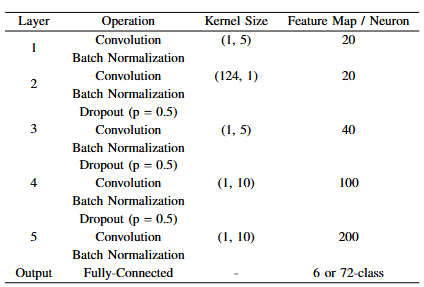 Layer Operation Kernel Size Feature Map / Neuron
1 Convolution (1, 5) 20
Batch Normalization
2 Convolution (124, 1) 20
Batch Normalization
Dropout (p = 0.5)
3 Convolution (1, 5) 40
Batch Normalization
Dropout (p = 0.5)
4 Convolution (1, 10) 100
Batch Normalization
Dropout (p = 0.5)
5 Convolution (1, 10) 200
Batch Normalization
Output Fully-Connected - 6 or 72-class